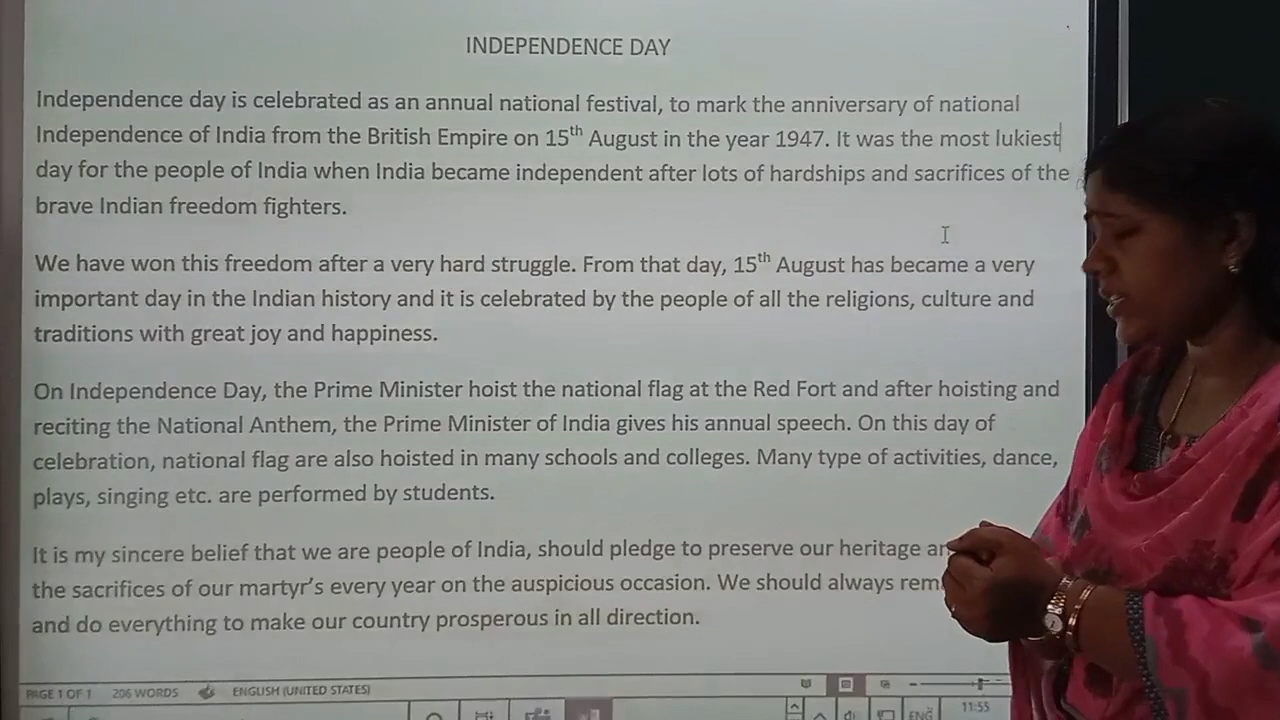 INDEPENDENCE DAY
Independence day is celebrated as an annual national festival, to mark the anniversary of national
Independence of India from the British Empire on 15th August in the year 1947. It was the most lukiest
day for the people of India when India became independent after lots of hardships and sacrifices of the
brave Indian freedom fighters.
We have won this freedom after a very hard struggle. From that day, 15th August has became a very
important day in the Indian history and it is celebrated by the people of all the religions, culture and
traditions with great joy and happiness.
On Independence Day, the Prime Minister hoist the national flag at the Red Fort and after hoisting and
reciting the National Anthem, the Prime Minister of India gives his annual speech. On this day of
celebration, national flag are also hoisted in many schools and colleges. Many type of activities, dance,
plays, singing etc. are performed by students.
It is my sincere belief that we are people of India, should pledge to preserve our heritage
the sacrifices of our martyr's every year on the auspicious occasion. We should always
and do everything to make our country prosperous in all direction.
PAGE 1 OF 1 206 WORDS ENGLISH (UNITED STATES)
ENG 11:55